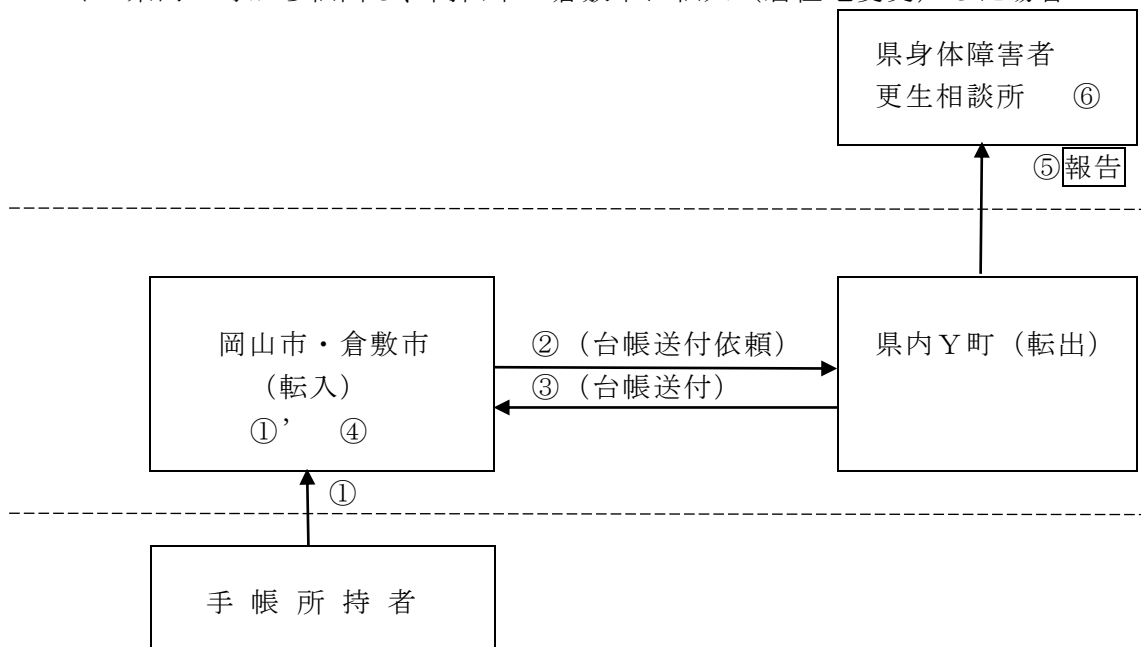 県身体障害者
更生相談所 ⑥
⑤報告
岡山市・倉敷市
（転入）
①’ ④
②（台帳送付依頼）
③（台帳送付）
県内Ｙ町（転出）
①
手 帳 所 持 者